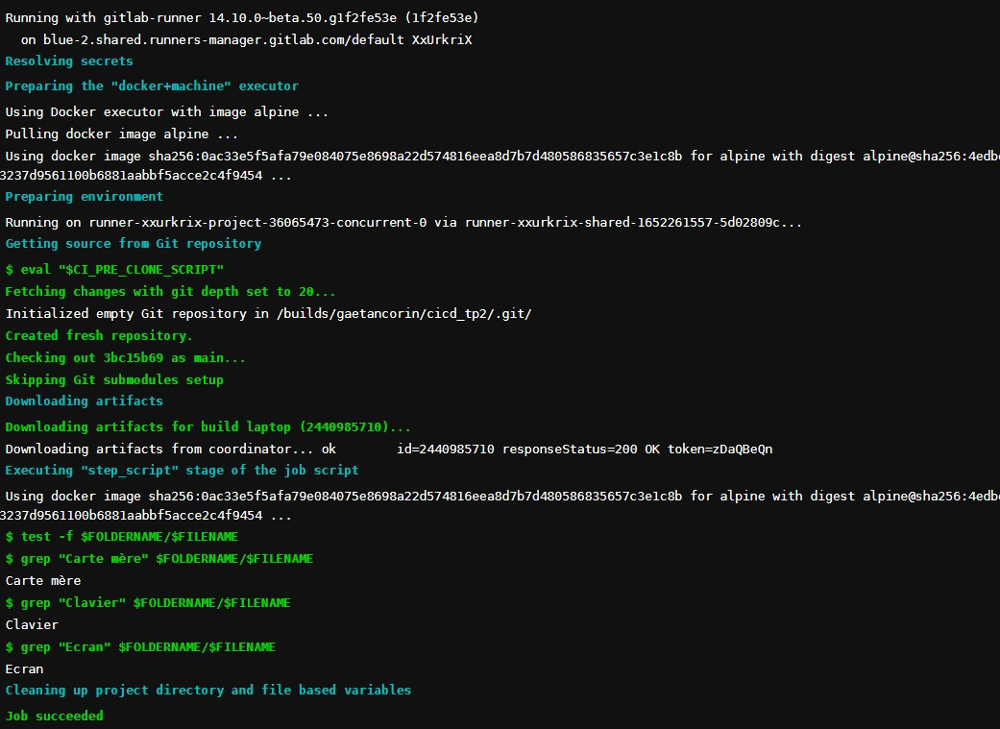 Running with gitlab-runner 14.10.0~beta.50.g1f2fe53e (1f2fe53e)
on blue-2.shared.runners-manager.gitlab.com/default XxUrkriX
Resolving secrets
Preparing the "docker+machine" executor
Using Docker executor with image alpine ...
Pulling docker image alpine ...
Using docker image sha256:0ac33e5f5afa79e084075e8698a22d574816eea8d7b7d480586835657c3e1c8b for alpine with digest alpine@sha256:4edb
3237d9561100b6881aabbf5acce2c4f9454 ...
Preparing environment
Running on runner-xxurkrix-project-36065473-concurrent-0 via runner-xxurkrix-shared-1652261557-5d02809c...
Getting source from Git repository
$ eval "$CI_PRE_CLONE_SCRIPT"
Fetching changes with git depth set to 20...
Initialized empty Git repository in /builds/gaetancorin/cicd_tp2/.git/
Created fresh repository.
Checking out 3bc15b69 as main...
Skipping Git submodules setup
Downloading artifacts
Downloading artifacts for build laptop (2440985710)...
Downloading artifacts from coordinator... ok        id=2440985710 responseStatus=200 OK token=zDaQBeQn
Executing "step_script" stage of the job script
Using docker image sha256:0ac33e5f5afa79e084075e8698a22d574816eea8d7b7d480586835657c3e1c8b for alpine with digest alpine@sha256:4edb
3237d9561100b6881aabbf5acce2c4f9454 ...
$ test -f $FOLDERNAME/$FILENAME
$ grep "Carte mère" $FOLDERNAME/$FILENAME
Carte mère
$ grep "Clavier" $FOLDERNAME/$FILENAME
Clavier
$ grep "Ecran" $FOLDERNAME/$FILENAME
Ecran
Cleaning up project directory and file based variables
Job succeeded